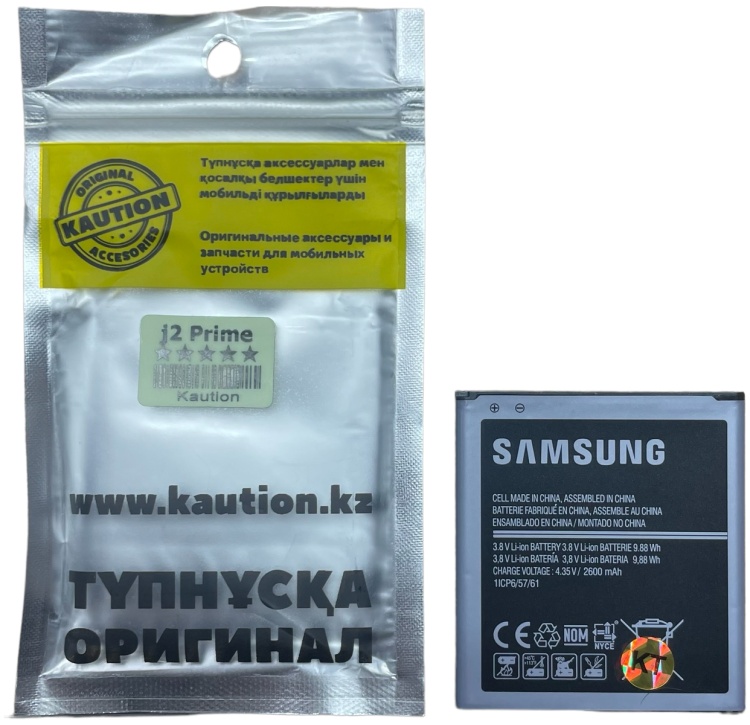 ORIGINAL
KAUTION
ACCESORIES
Түпнұсқа аксессуарлар мен
қосалқы бөлшектер үшін
мобильді құрылғыларды
Оригинальные аксессуары и
запчасти для мобильных
устройств
j2 Prime
Kaution
www.kaution.kz
ТҮПНҰСҚА
ОРИГИНАЛ
SAMSUNG
CELL MADE IN CHINA, ASSEMBLED IN CHINA
BATTERIE FABRIQUÉ EN CHINA, ASSEMBLE AU CHINA
ENSAMBLADO EN CHINA / MONTADO NO CHINA
3.8 V Li-ion BATTERY 3.8 V Li-ion BATTERIE 9.88 Wh
3,8 V Li-ion BATERÍA 3,8 V Li-ion BATERIA 9,88 Wh
CHARGE VOLTAGE : 4.35 V / 2600 mAh
1ICP6/57/61
CE NOM
NYCE
KT